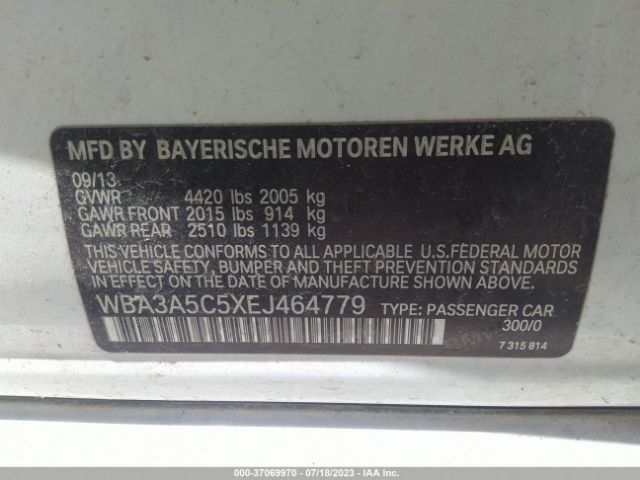 MFD BY BAYERISCHE MOTOREN WERKE AG
09/13
GVWR 4420 lbs 2005 kg
GAWR FRONT 2015 lbs 914 kg
GAWR REAR 2510 lbs 1139 kg
THIS VEHICLE CONFORMS TO ALL APPLICABLE U.S.FEDERAL MOTOR
VEHICLE SAFETY, BUMPER, AND THEFT PREVENTION STANDARDS
IN EFFECT ON THE DATE OF MANUFACTURE SHOWN ABOVE.
WBA3A5C5XEJ464779 TYPE: PASSENGER CAR
300/0
7 315 814
000-37069970 - 07/18/2023 - IAAI.COM